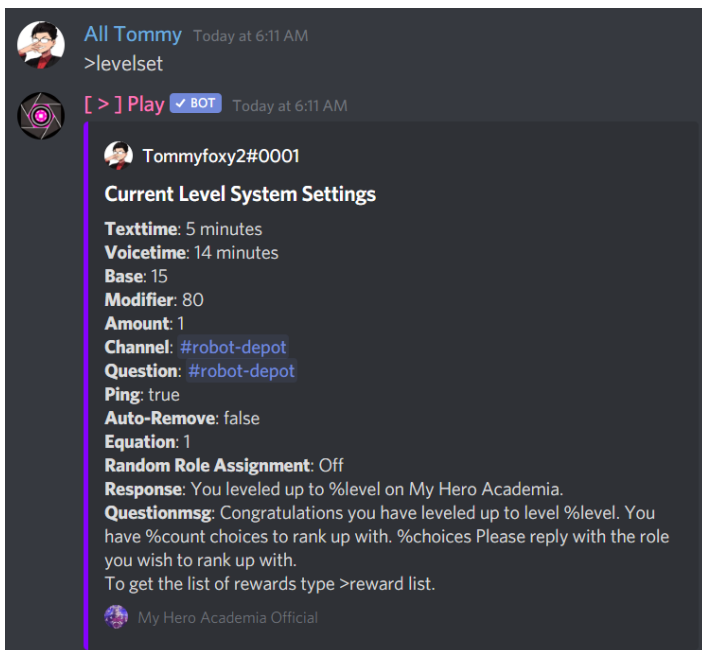 All Tommy Today at 6:11 AM
>levelset
[ > ] Play ✓ BOT Today at 6:11 AM
Tommyfoxy2#0001
Current Level System Settings
Texttime: 5 minutes
Voicetime: 14 minutes
Base: 15
Modifier: 80
Amount: 1
Channel: #robot-depot
Question: #robot-depot
Ping: true
Auto-Remove: false
Equation: 1
Random Role Assignment: Off
Response: You leveled up to %level on My Hero Academia.
Questionmsg: Congratulations you have leveled up to level %level. You
have %count choices to rank up with. %choices Please reply with the role
you wish to rank up with.
To get the list of rewards type >reward list.
My Hero Academia Official